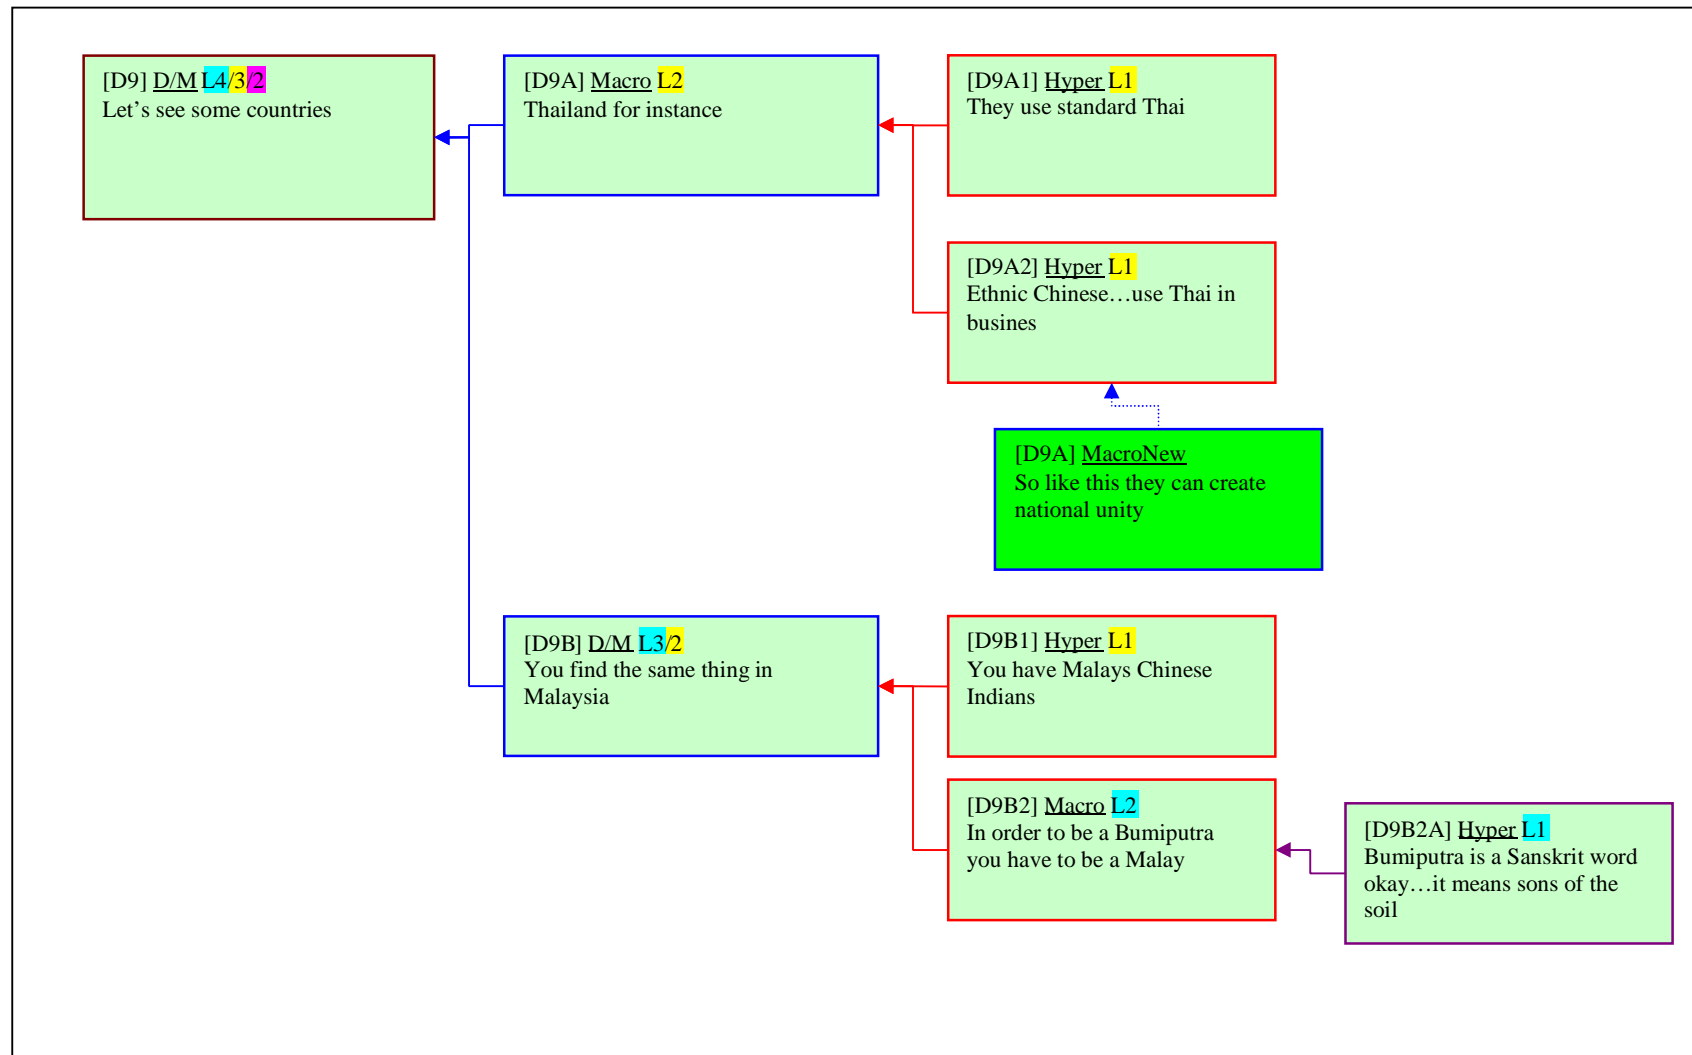 [D9] D/M L4/3/2
Let’s see some countries
[D9A] Macro L2
Thailand for instance
[D9A1] Hyper L1
They use standard Thai
[D9A2] Hyper L1
Ethnic Chinese…use Thai in
busines
[D9A] MacroNew
So like this they can create
national unity
[D9B] D/M L3/2
You find the same thing in
Malaysia
[D9B1] Hyper L1
You have Malays Chinese
Indians
[D9B2] Macro L2
In order to be a Bumiputra
you have to be a Malay
[D9B2A] Hyper L1
Bumiputra is a Sanskrit word
okay…it means sons of the
soil